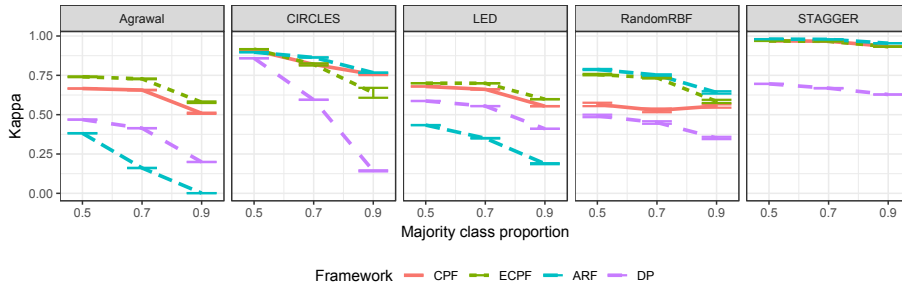 Agrawal CIRCLES LED RandomRBF STAGGER
1.00
0.75
0.50
0.25
0.00
Kappa
0.5 0.7 0.9 0.5 0.7 0.9 0.5 0.7 0.9 0.5 0.7 0.9 0.5 0.7 0.9
Majority class proportion
Framework CPF ECPF ARF DP